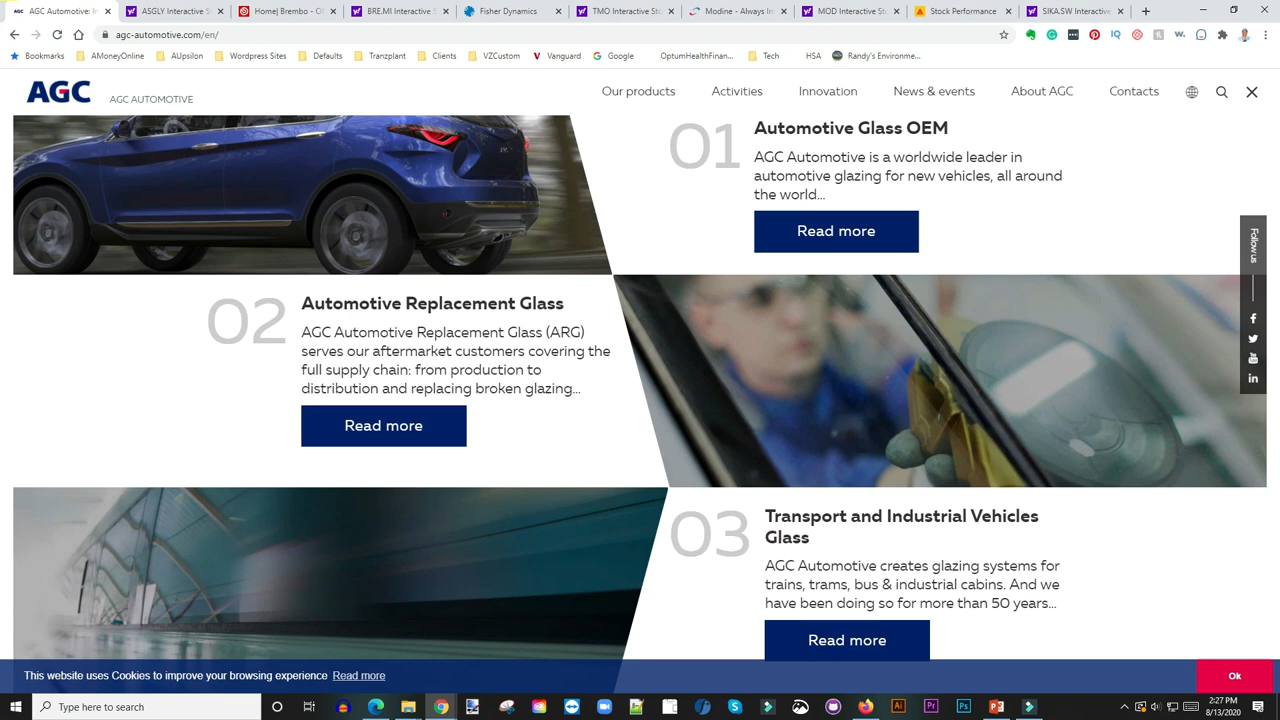 AGC Automotive: In
ASGLY Interactive S
Home| Brembo - O
BRE.MI Interactive S
Fisher Dynamics
TMO Interactive Sto
Modine - Always In
MOD Interactive St
Stock Performance
SIKA.SW Interactive
agc-automotive.com/en/
Bookmarks
AMoneyOnline
AUpsilon
Wordpress Sites
Defaults
Tranzplant
Clients
VZCustom
Vanguard
Google
OptumHealthFinan...
Tech
HSA
Randy's Environme...
AGC
AGC AUTOMOTIVE
Our products
Activities
Innovation
News & events
About AGC
Contacts
01
Automotive Glass OEM
AGC Automotive is a worldwide leader in
automotive glazing for new vehicles, all around
the world...
Read more
Follow us
02
Automotive Replacement Glass
AGC Automotive Replacement Glass (ARG)
serves our aftermarket customers covering the
full supply chain: from production to
distribution and replacing broken glazing...
Read more
03
Transport and Industrial Vehicles
Glass
AGC Automotive creates glazing systems for
trains, trams, bus & industrial cabins. And we
have been doing so for more than 50 years...
Read more
This website uses Cookies to improve your browsing experience Read more
Ok
Type here to search
2:27 PM
8/13/2020